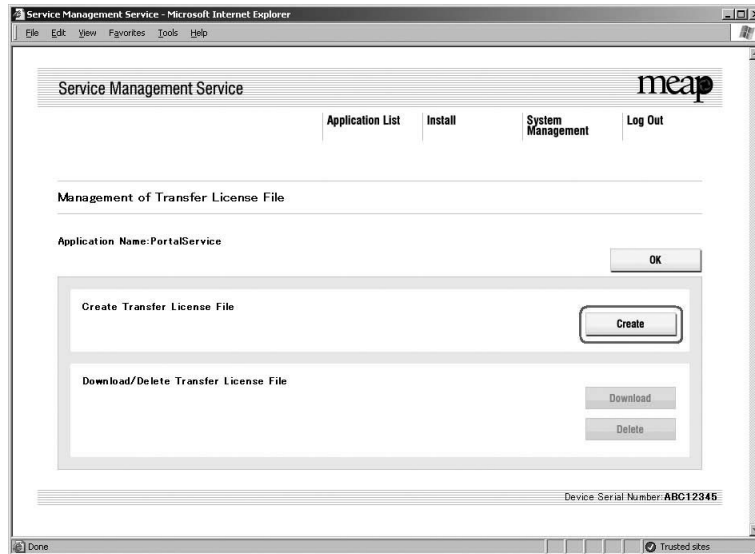 Service Management Service - Microsoft Internet Explorer
File Edit View Favorites Tools Help
Service Management Service
meap
Application List Install System Management Log Out
Management of Transfer License File
Application Name:PortalService
OK
Create Transfer License File
Create
Download/Delete Transfer License File
Download
Delete
Device Serial Number:ABC12345
Done Trusted sites